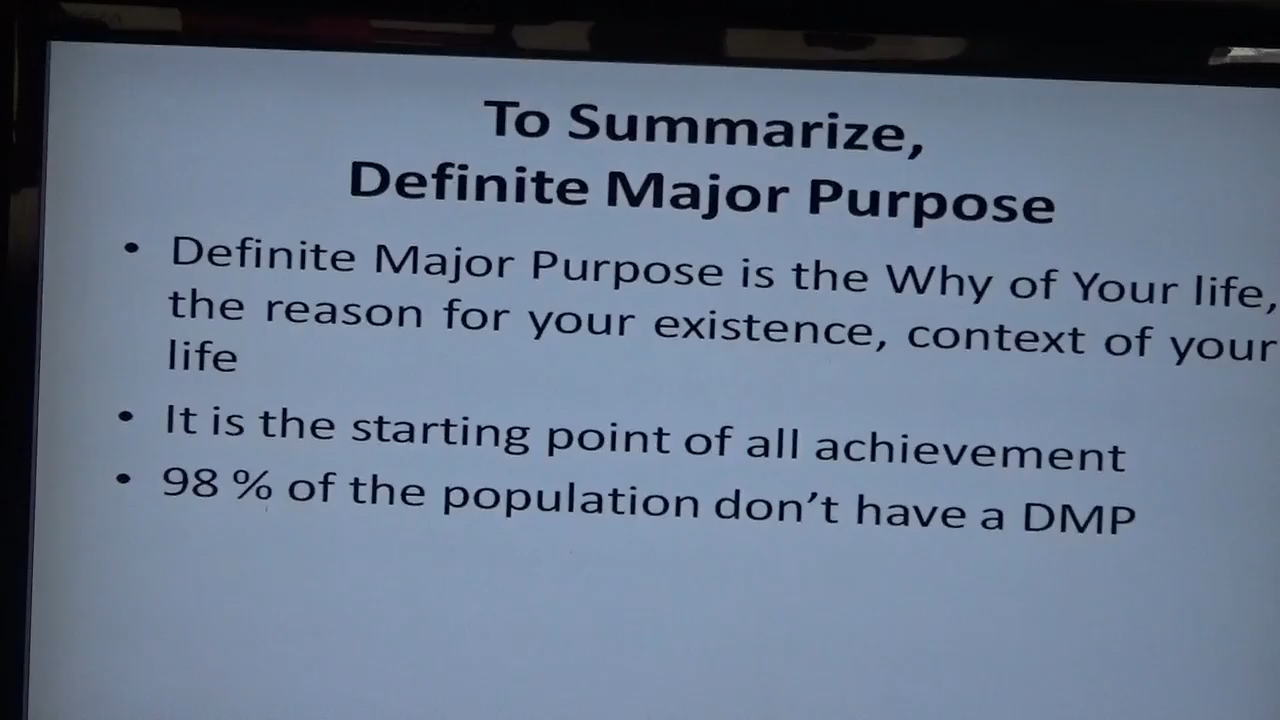 To Summarize,
Definite Major Purpose
• Definite Major Purpose is the Why of Your life,
the reason for your existence, context of your
life
• It is the starting point of all achievement
• 98 % of the population don't have a DMP